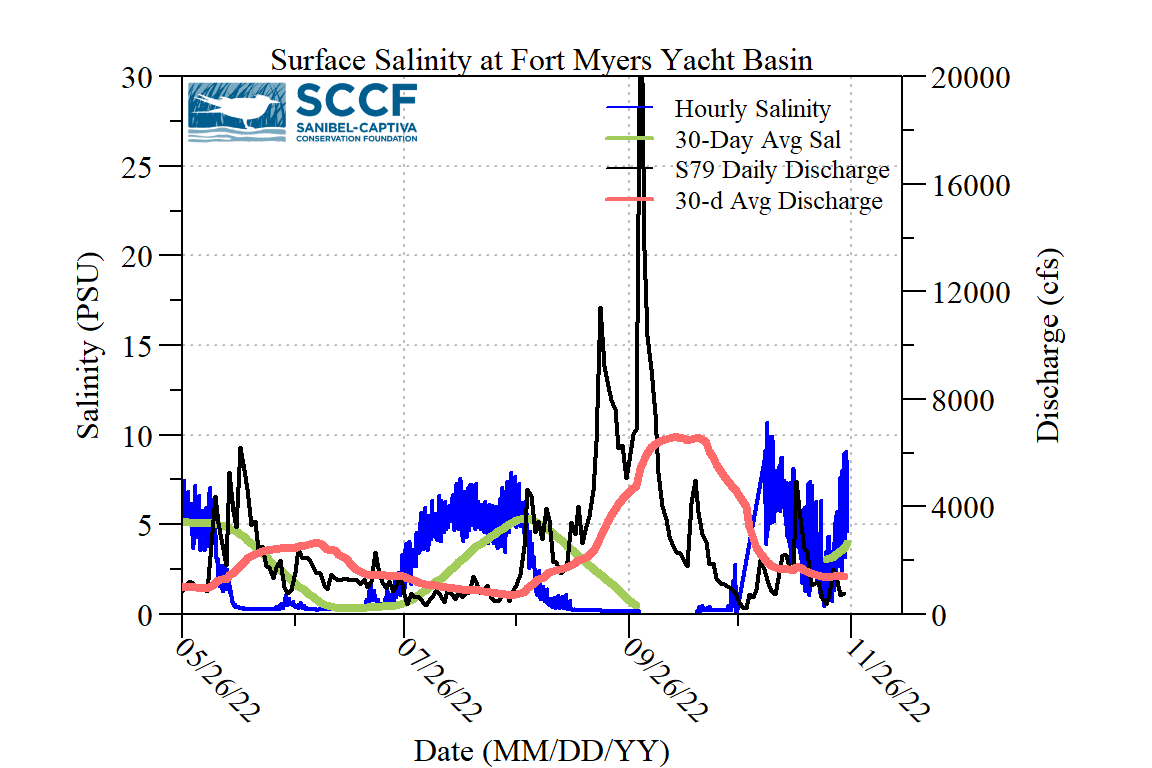 Surface Salinity at Fort Myers Yacht Basin
SCCF
SANIBEL-CAPTIVA
CONSERVATION FOUNDATION
Hourly Salinity
30-Day Avg Sal
S79 Daily Discharge
30-d Avg Discharge
Salinity (PSU)
30
25
20
15
10
5
0
20000
16000
12000
8000
4000
0
Discharge (cfs)
05/26/22
07/26/22
09/26/22
11/26/22
Date (MM/DD/YY)